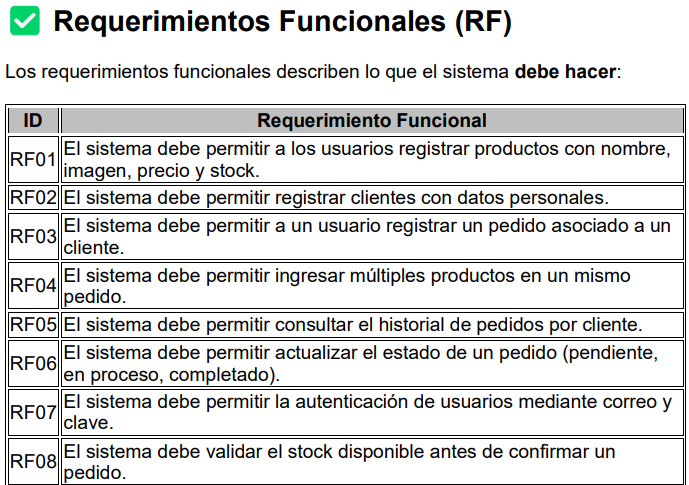 Requerimientos Funcionales (RF)
Los requerimientos funcionales describen lo que el sistema debe hacer:
ID Requerimiento Funcional
RF01 El sistema debe permitir a los usuarios registrar productos con nombre,
imagen, precio y stock.
RF02 El sistema debe permitir registrar clientes con datos personales.
RF03 El sistema debe permitir a un usuario registrar un pedido asociado a un
cliente.
RF04 El sistema debe permitir ingresar múltiples productos en un mismo
pedido.
RF05 El sistema debe permitir consultar el historial de pedidos por cliente.
RF06 El sistema debe permitir actualizar el estado de un pedido (pendiente,
en proceso, completado).
RF07 El sistema debe permitir la autenticación de usuarios mediante correo y
clave.
RF08 El sistema debe validar el stock disponible antes de confirmar un
pedido.